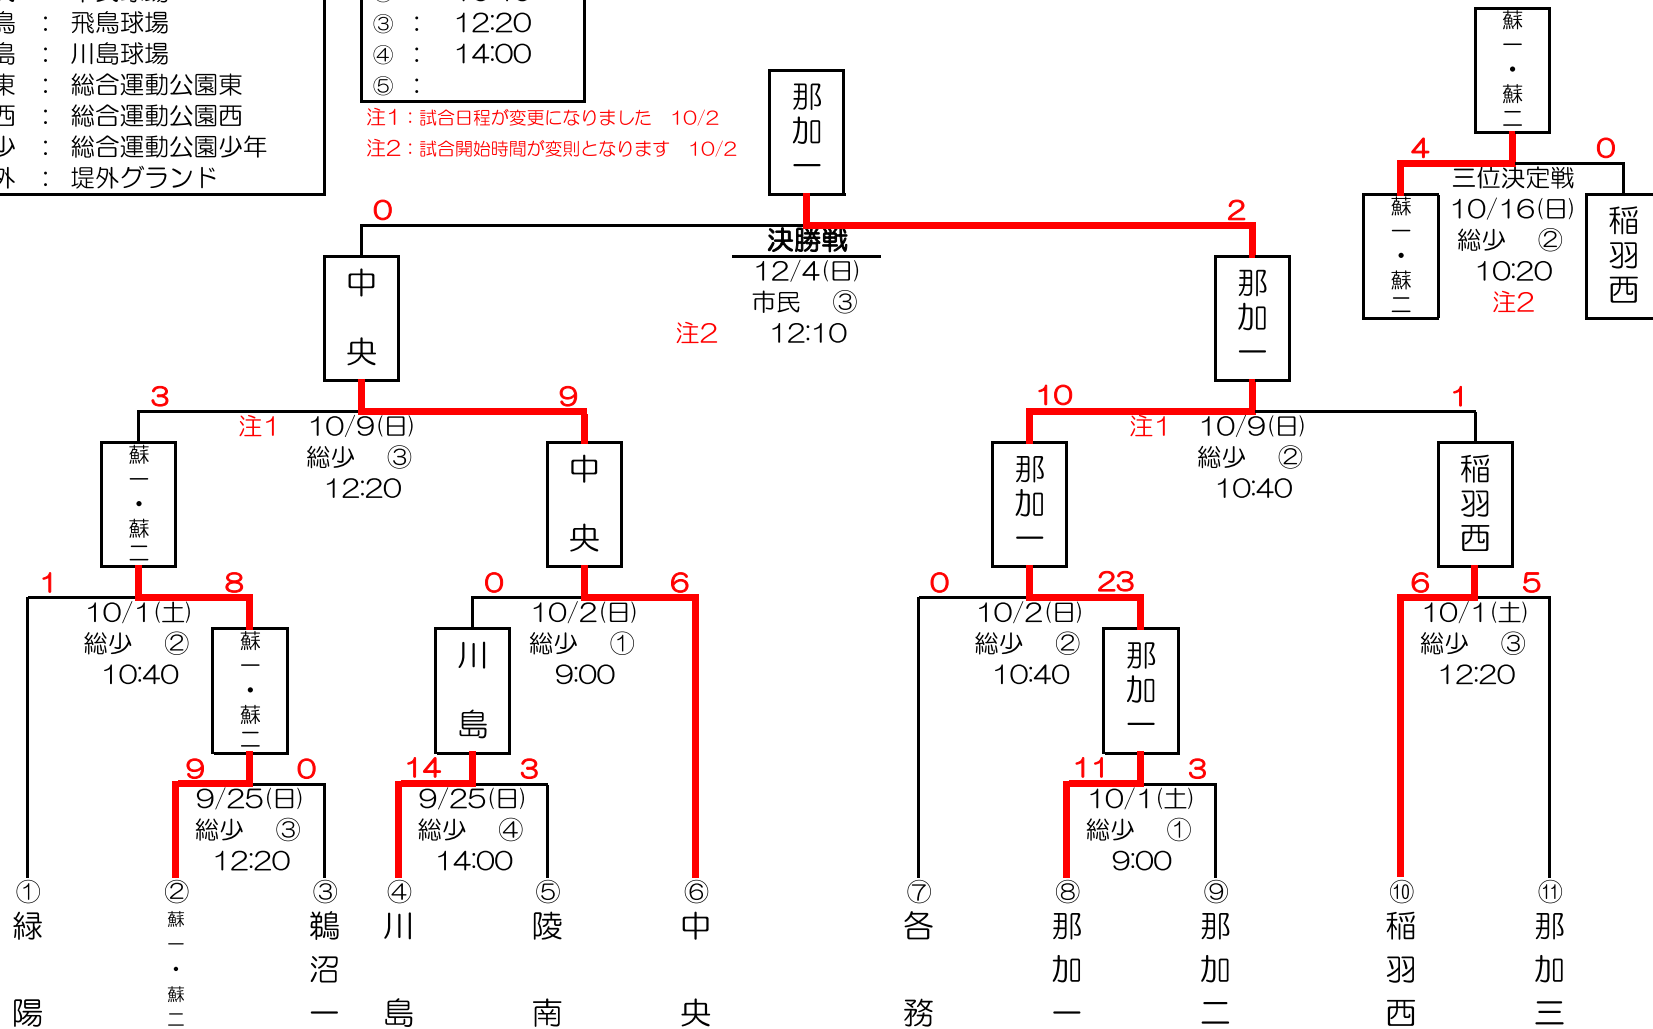 島 : 飛鳥球場
島 : 川島球場
東 : 総合運動公園東
西 : 総合運動公園西
少 : 総合運動公園少年
外 : 堤外グランド
③ : 12:20
④ : 14:00
⑤ :
注1：試合日程が変更になりました 10/2
注2：試合開始時間が変則となります 10/2
那加一
0
2
決勝戦
12/4(日)
市民 ③
注2 12:10
蘇一・蘇二
4
0
三位決定戦
10/16(日)
総少 ②
10:20
注2
蘇一・蘇二
稲羽西
中央
那加一
3
9
注1 10/9(日)
総少 ③
12:20
10
1
注1 10/9(日)
総少 ②
10:40
蘇一・蘇二
中央
那加一
稲羽西
1
8
10/1(土)
総少 ②
10:40
0
6
10/2(日)
総少 ①
9:00
0
23
10/2(日)
総少 ②
10:40
6
5
10/1(土)
総少 ③
12:20
蘇一・蘇二
川島
那加一
9
0
9/25(日)
総少 ③
12:20
14
3
9/25(日)
総少 ④
14:00
11
3
10/1(土)
総少 ①
9:00
① 緑陽
② 蘇一・蘇二
③ 鵜沼一
④ 川島
⑤ 陵南
⑥ 中央
⑦ 各務
⑧ 那加一
⑨ 那加二
⑩ 稲羽西
⑪ 那加三